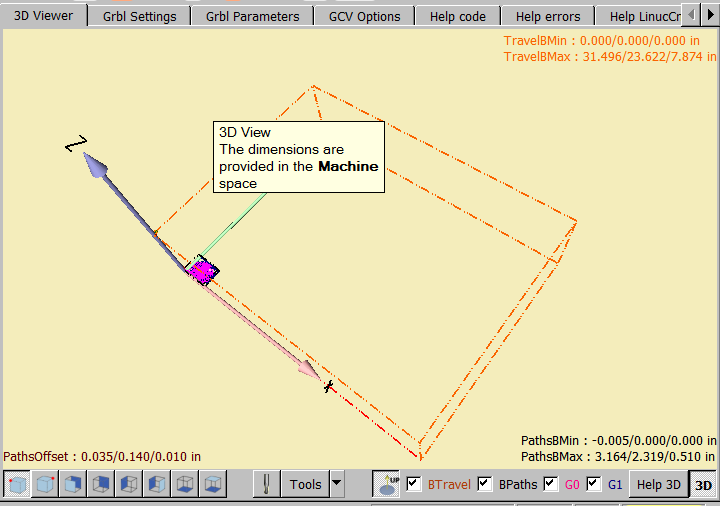 3D Viewer Grbl Settings Grbl Parameters GCV Options Help code Help errors Help LinucCn
TravelBMin : 0.000/0.000/0.000 in
TravelBMax : 31.496/23.622/7.874 in
Z
3D View
The dimensions are
provided in the Machine
space
X
PathsBMin : -0.005/0.000/0.000 in
PathsOffset : 0.035/0.140/0.010 in PathsBMax : 3.164/2.319/0.510 in
Tools UP BTravel BPaths G0 G1 Help 3D 3D